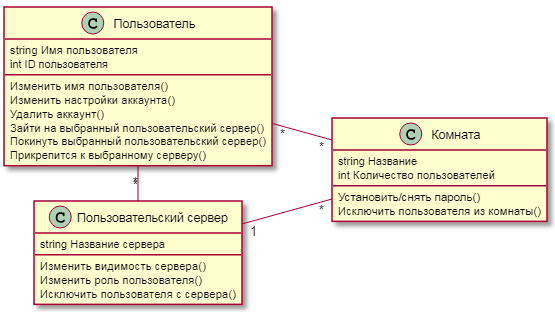 C Пользователь
string Имя пользователя
int ID пользователя
Изменить имя пользователя()
Изменить настройки аккаунта()
Удалить аккаунт()
Зайти на выбранный пользовательский сервер()
Покинуть выбранный пользовательский сервер()
Прикрепится к выбранному серверу()
*
*
C Комната
string Название
int Количество пользователей
Установить/снять пароль()
Исключить пользователя из комнаты()
*
*
C Пользовательский сервер
string Название сервера
Изменить видимость сервера()
Изменить роль пользователя()
Исключить пользователя с сервера()
1
*